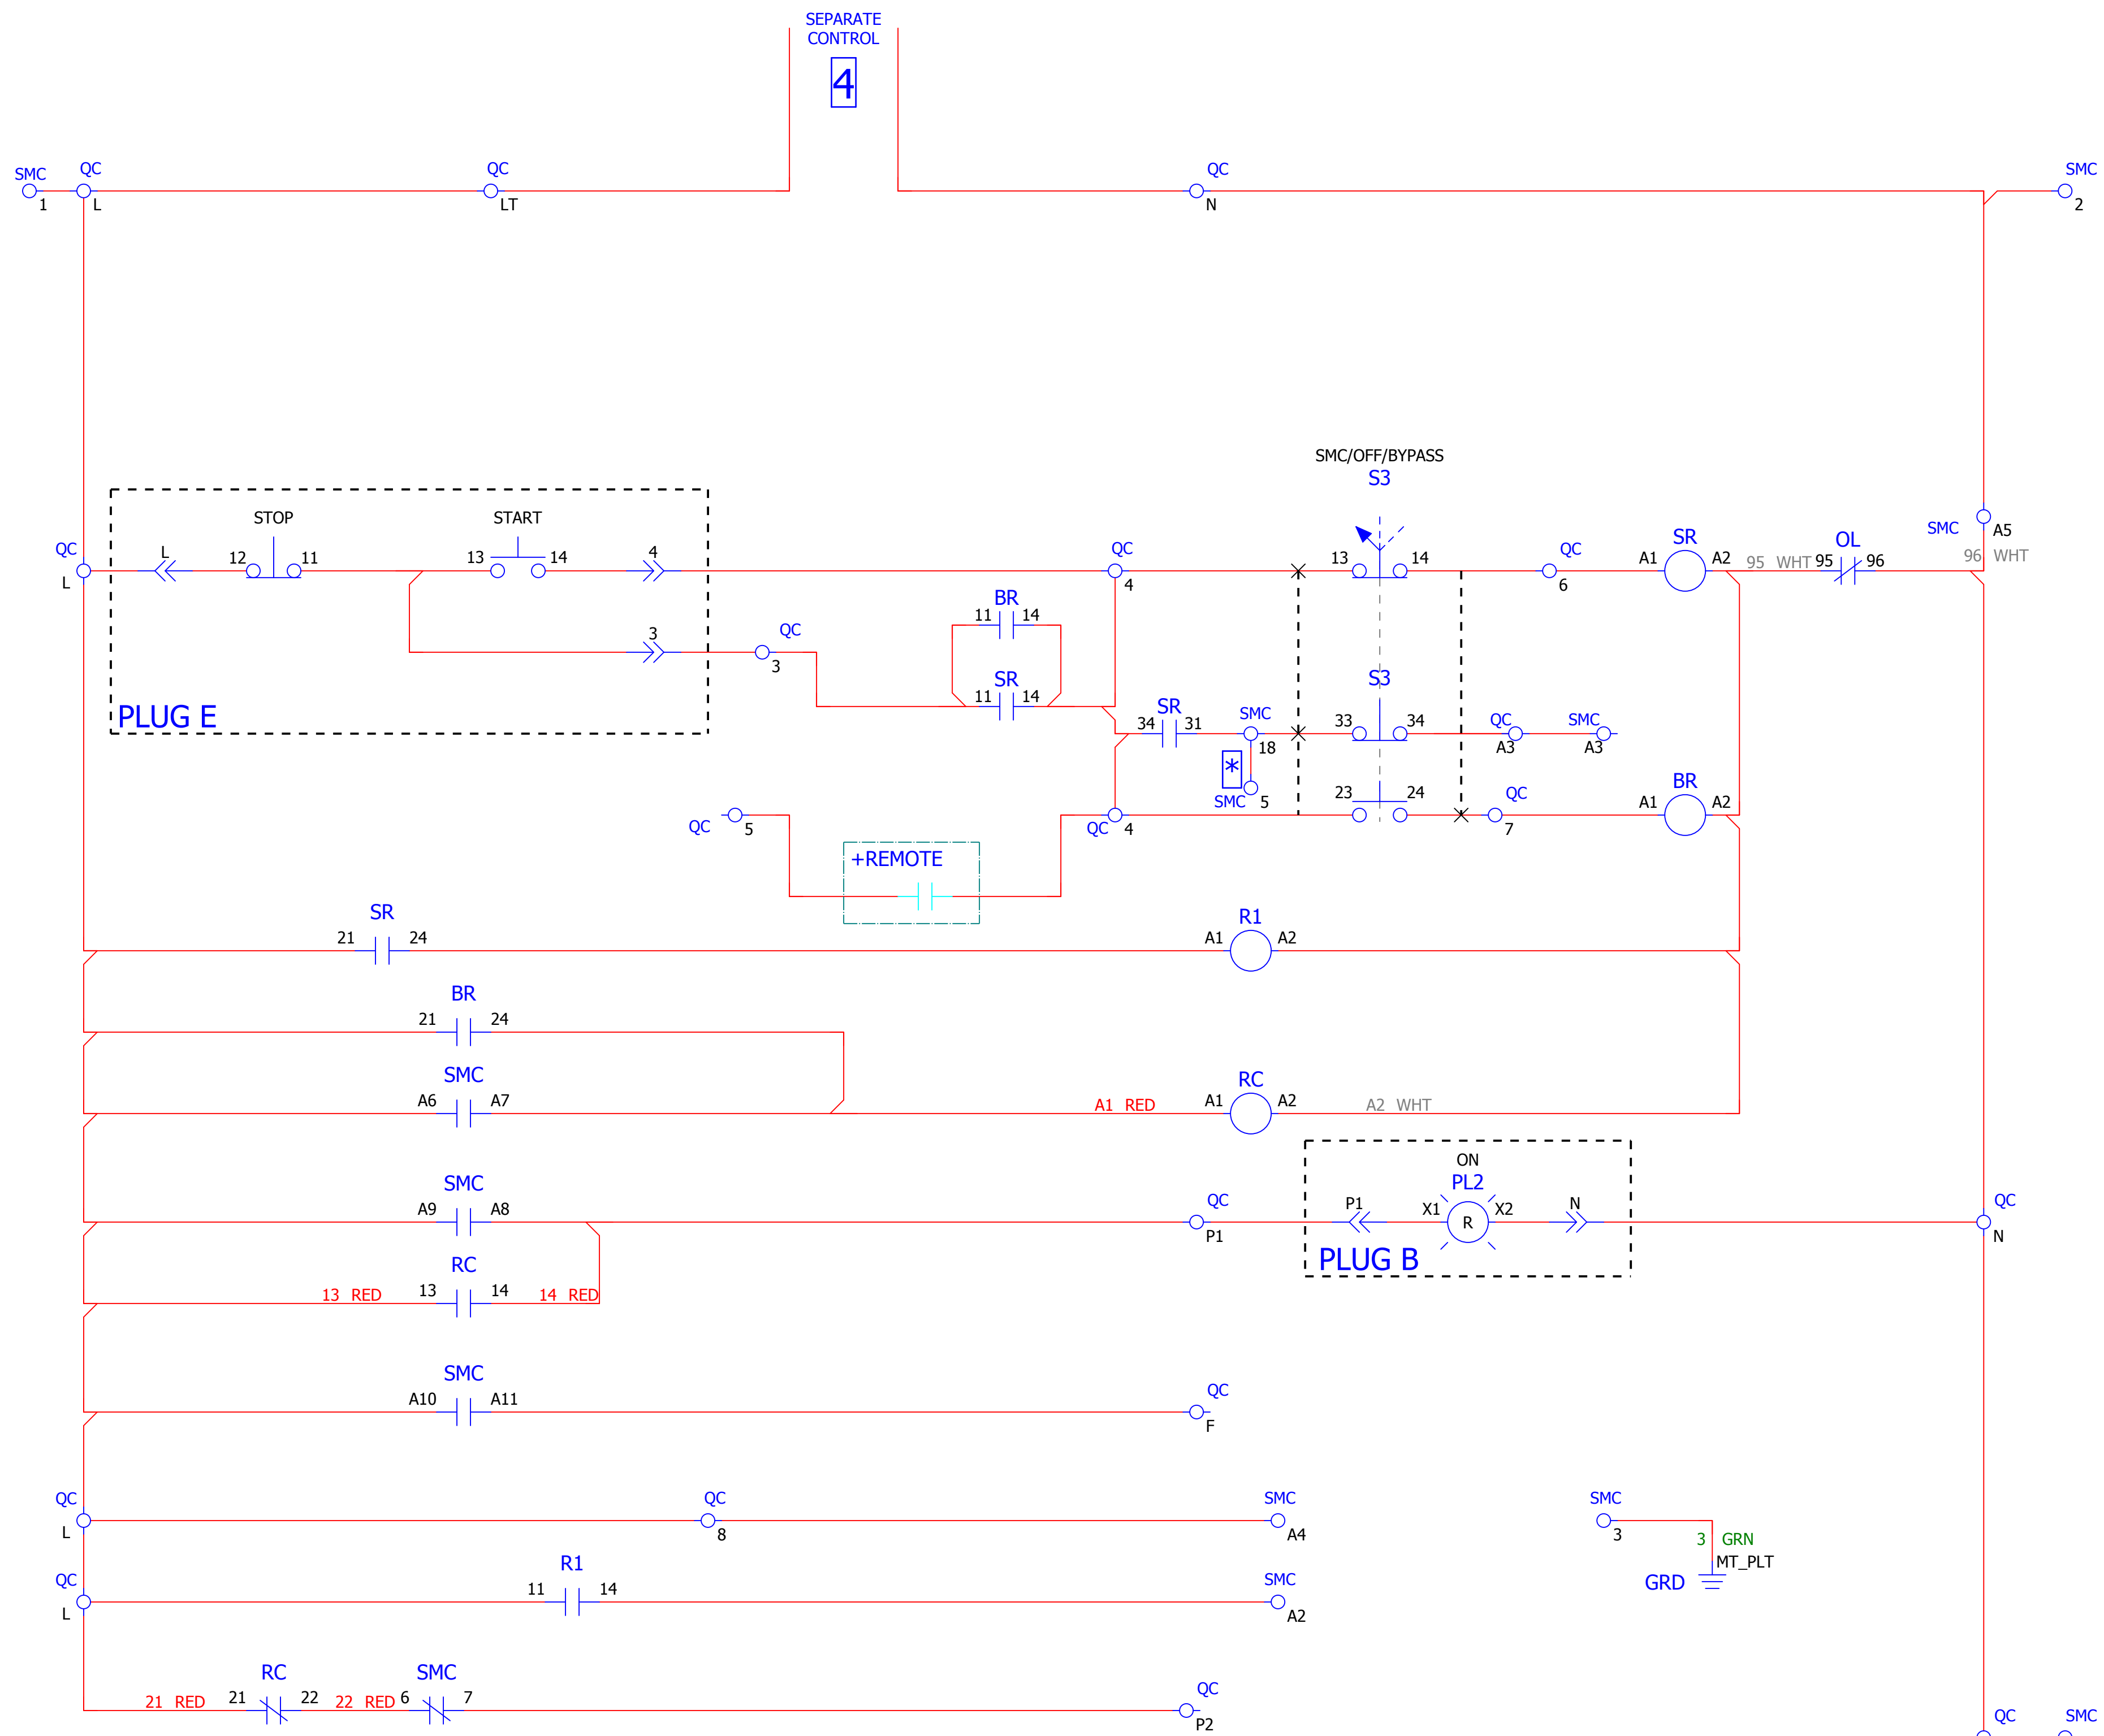 SEPARATE
CONTROL
4
SMC QC QC QC SMC
1 L LT N 2
SMC/OFF/BYPASS
S3
STOP START
QC L 12 11 13 14 4 QC 13 14 QC SR OL SMC A5
L 4 6 A1 A2 95 WHT 95 96 96 WHT
BR
11 14
3 QC
3
SR S3
11 14
PLUG E
SR SMC QC SMC
34 31 18 33 34 A3 A3
*
SMC 5
BR
23 24 QC A1 A2
QC 5 QC 4 7
+REMOTE
SR R1
21 24 A1 A2
BR
21 24
SMC RC
A6 A7 A1 RED A1 A2 A2 WHT
ON
SMC QC PL2 QC
A9 A8 P1 P1 X1 R X2 N N
RC PLUG B
13 RED 13 14 14 RED
SMC QC
A10 A11 F
QC QC SMC SMC
L 8 A4 3
3 GRN
MT_PLT
GRD
QC R1 SMC
L 11 14 A2
RC SMC QC
21 RED 21 22 22 RED 6 7 P2
QC SMC